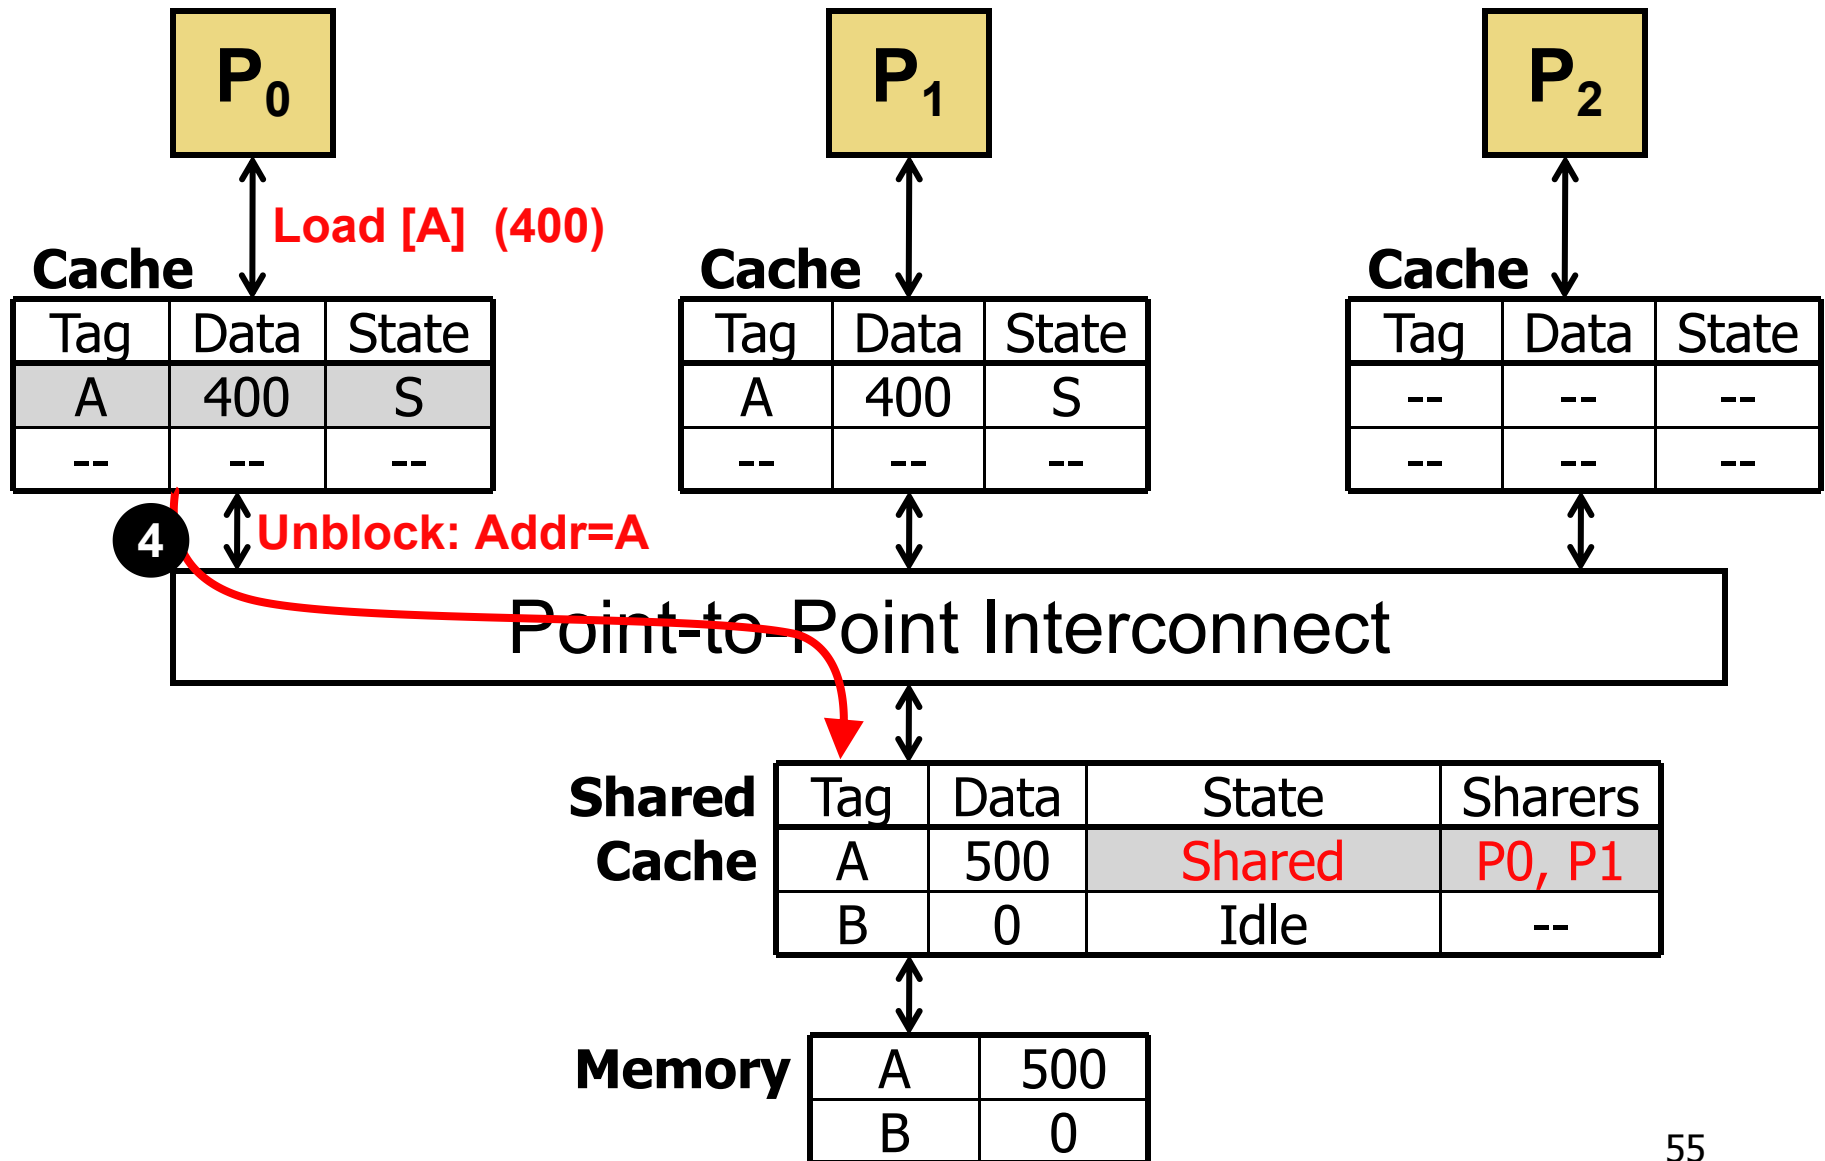 P0 P1 P2
Load [A] (400)
Cache Cache Cache
Tag Data State Tag Data State Tag Data State
A 400 S A 400 S -- -- --
-- -- -- -- -- -- -- -- --
4 Unblock: Addr=A
Point-to-Point Interconnect
Shared Tag Data State Sharers
Cache A 500 Shared P0, P1
B 0 Idle --
Memory A 500
B 0
55